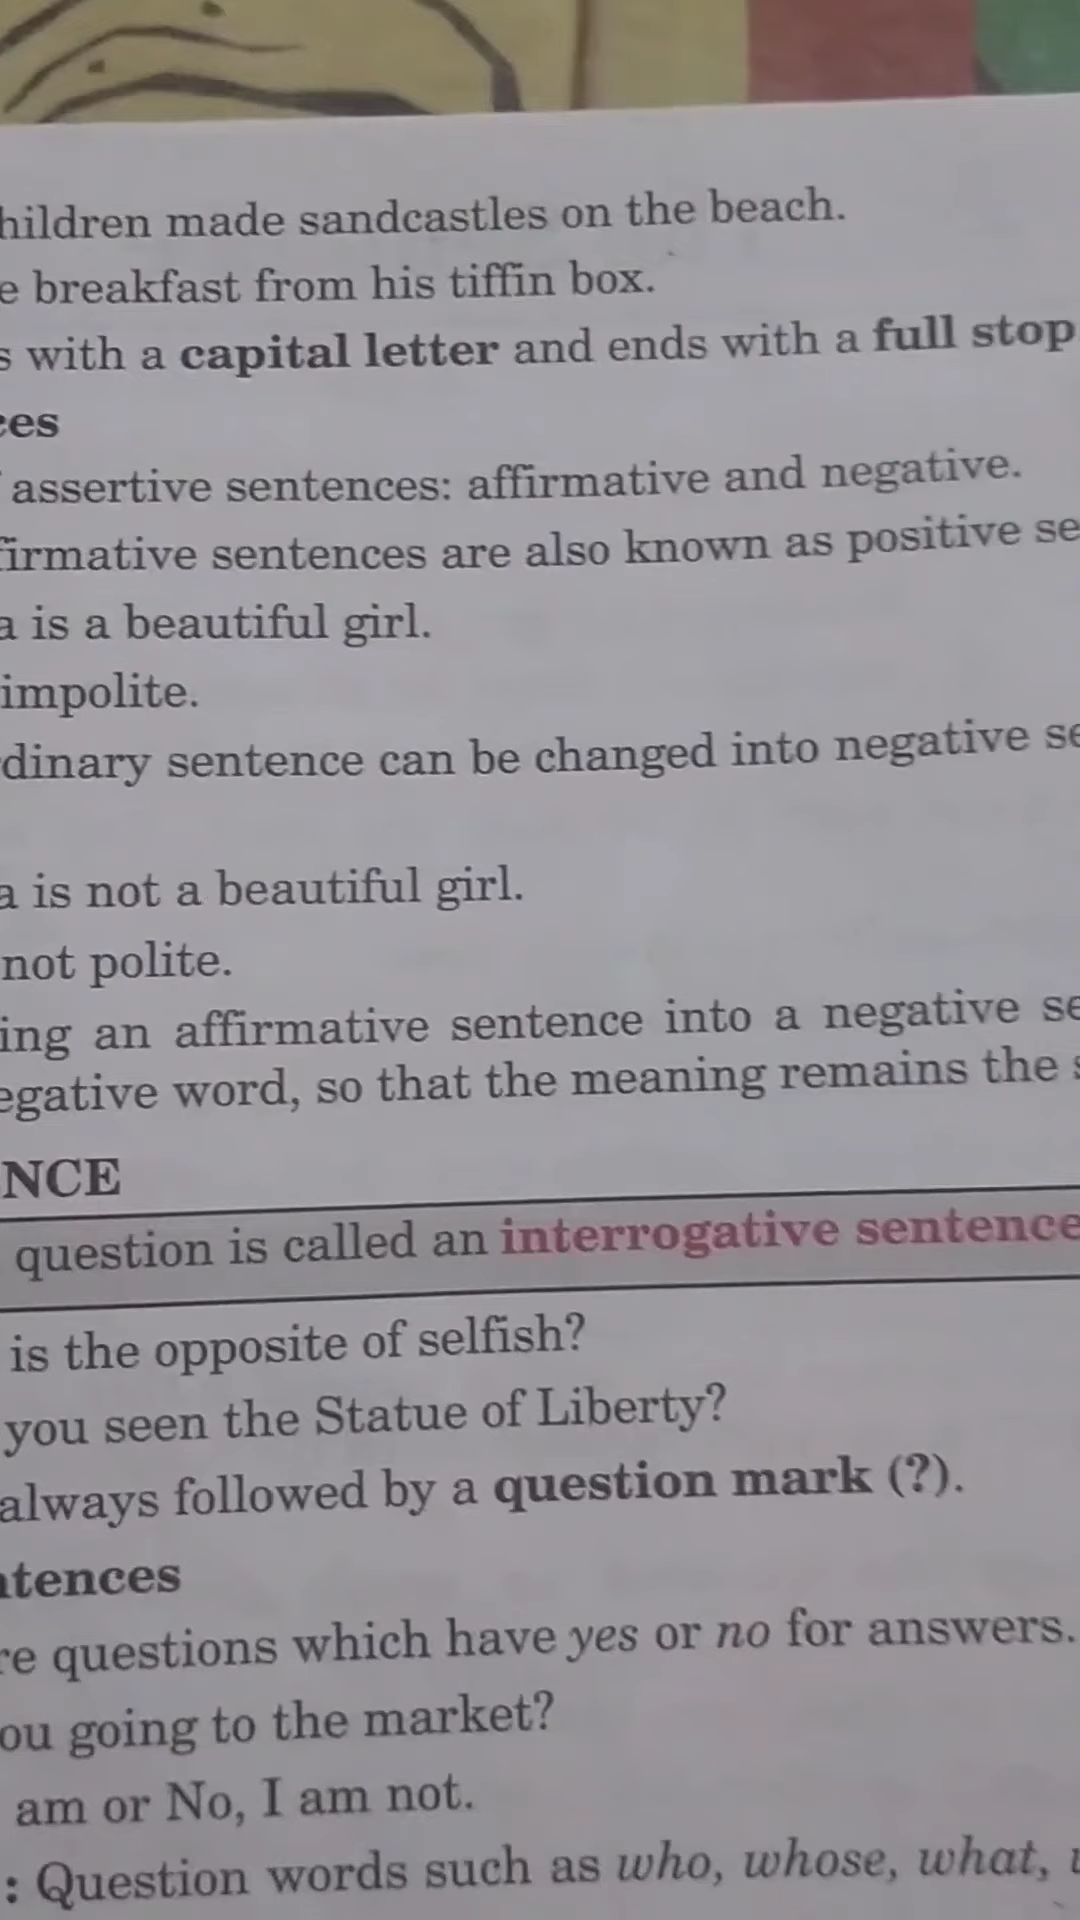 hildren made sandcastles on the beach.
e breakfast from his tiffin box.
s with a capital letter and ends with a full stop
ces
assertive sentences: affirmative and negative.
firmative sentences are also known as positive se
a is a beautiful girl.
impolite.
dinary sentence can be changed into negative se
a is not a beautiful girl.
not polite.
ing an affirmative sentence into a negative se
egative word, so that the meaning remains the s
NCE
question is called an interrogative sentence
is the opposite of selfish?
you seen the Statue of Liberty?
always followed by a question mark (?).
ntences
re questions which have yes or no for answers.
ou going to the market?
am or No, I am not.
: Question words such as who, whose, what,